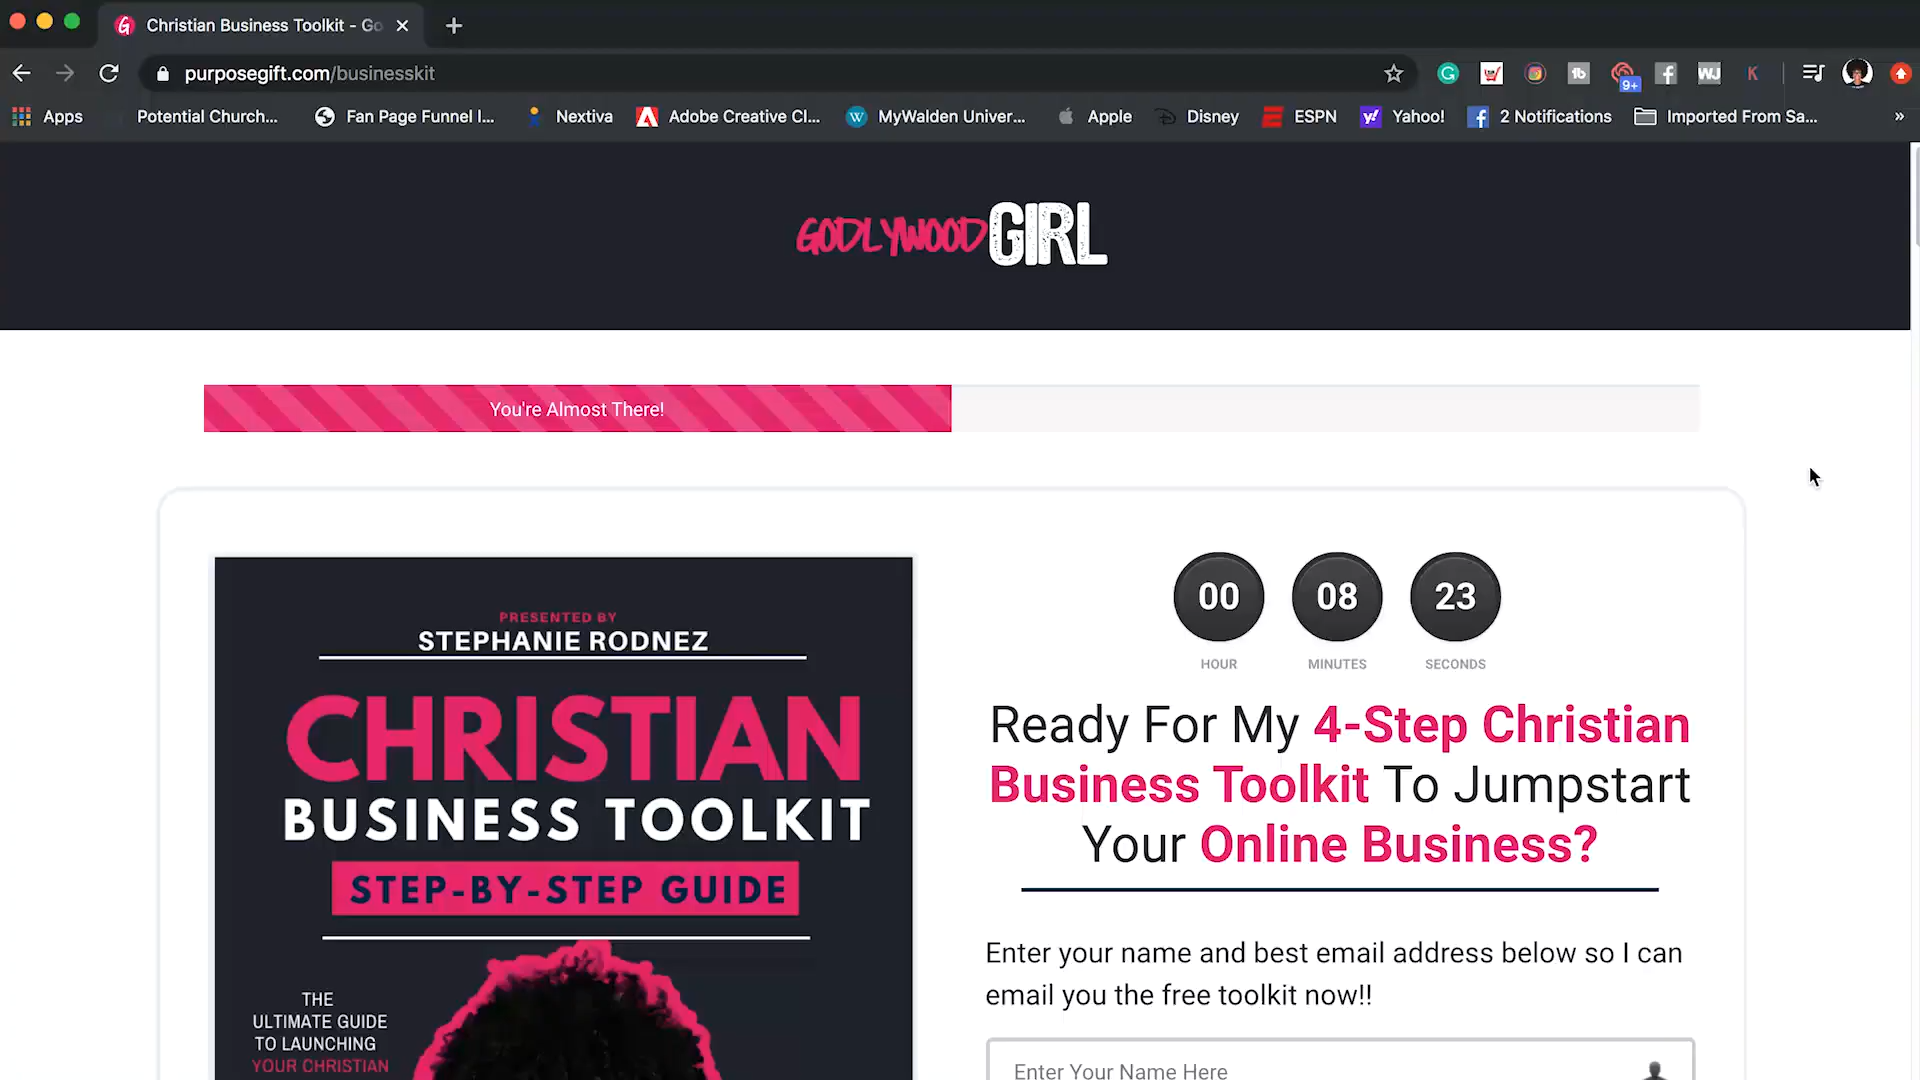 Christian Business Toolkit - Go
purposegift.com/businesskit
9+
Apps
Potential Church...
Fan Page Funnel I...
Nextiva
Adobe Creative Cl...
MyWalden Univer...
Apple
Disney
ESPN
Yahoo!
2 Notifications
Imported From Sa...
»
GODLYWOOD GIRL
You're Almost There!
PRESENTED BY
STEPHANIE RODNEZ
CHRISTIAN
BUSINESS TOOLKIT
STEP-BY-STEP GUIDE
THE
ULTIMATE GUIDE
TO LAUNCHING
YOUR CHRISTIAN
00 08 23
HOUR MINUTES SECONDS
Ready For My 4-Step Christian
Business Toolkit To Jumpstart
Your Online Business?
Enter your name and best email address below so I can
email you the free toolkit now!!
Enter Your Name Here